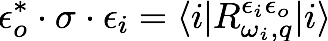 $\epsilon_o^* \cdot \sigma \cdot \epsilon_i = \langle i | R_{\omega_i, q}^{\epsilon_i \epsilon_o} | i \rangle$